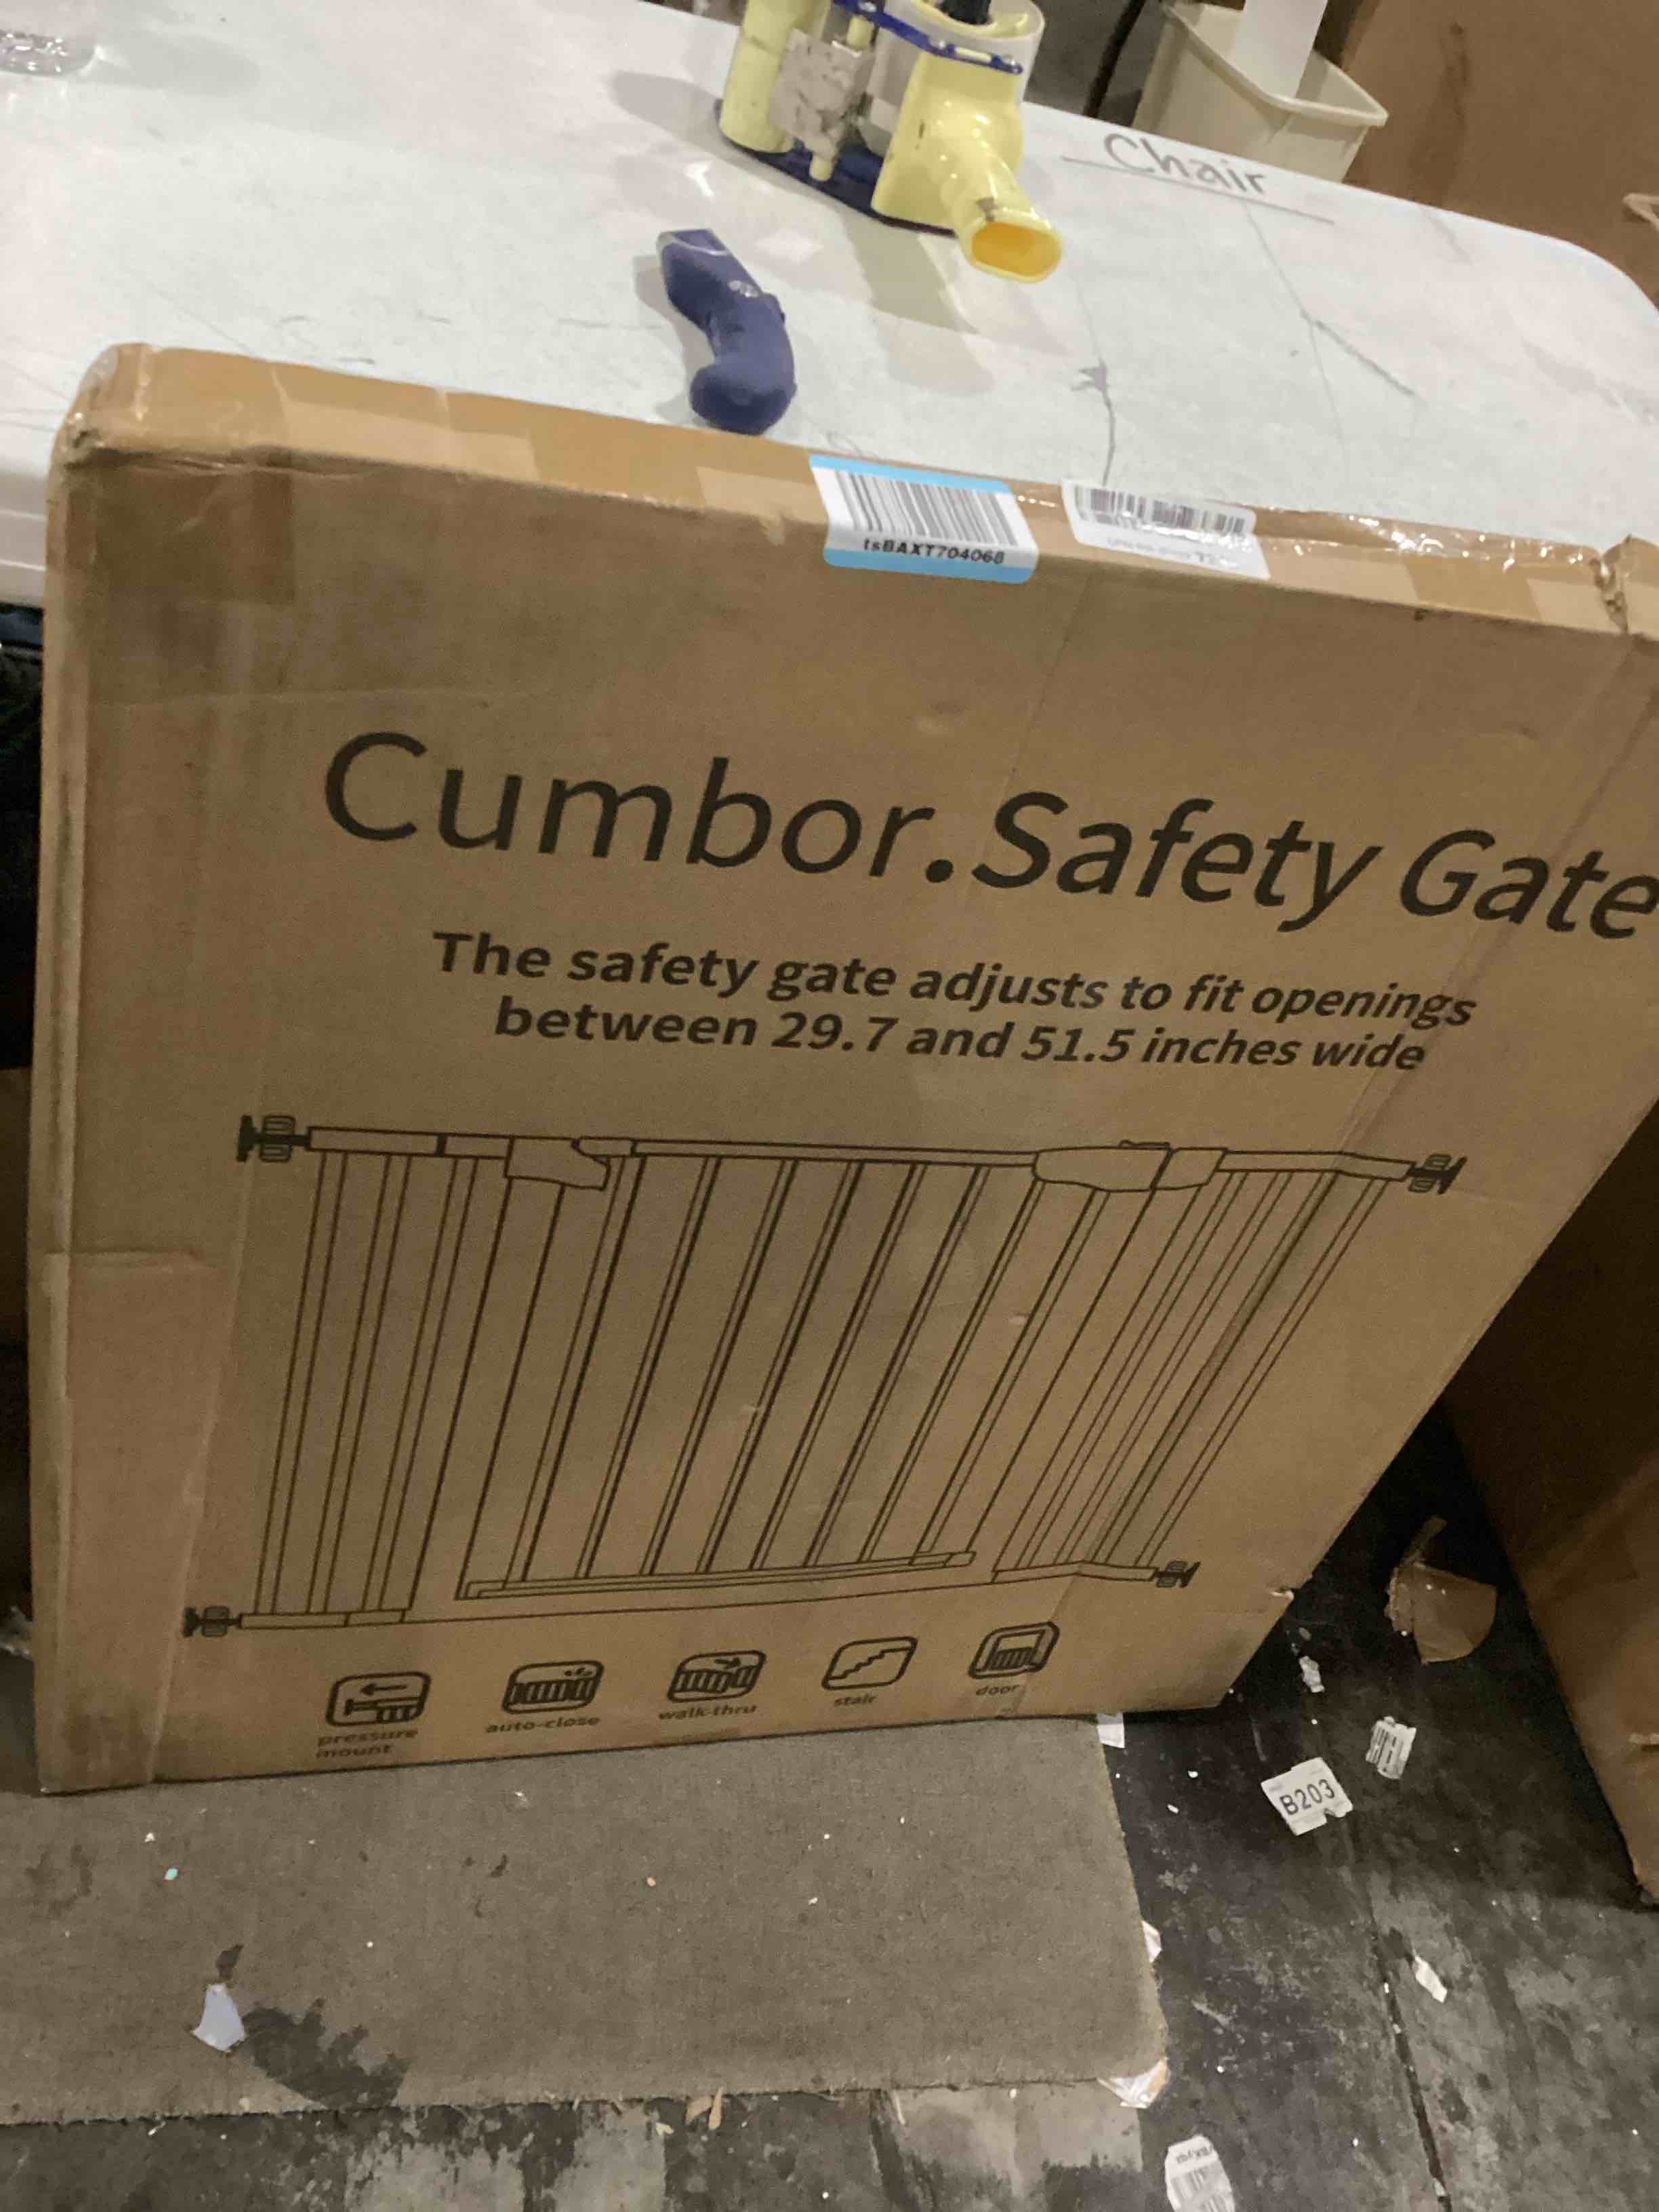 Chair
tsBAXT704068
Cumbor.Safety Gate
The safety gate adjusts to fit openings
between 29.7 and 51.5 inches wide
pressure
mount
auto-close
walk-thru
stair
door
B203